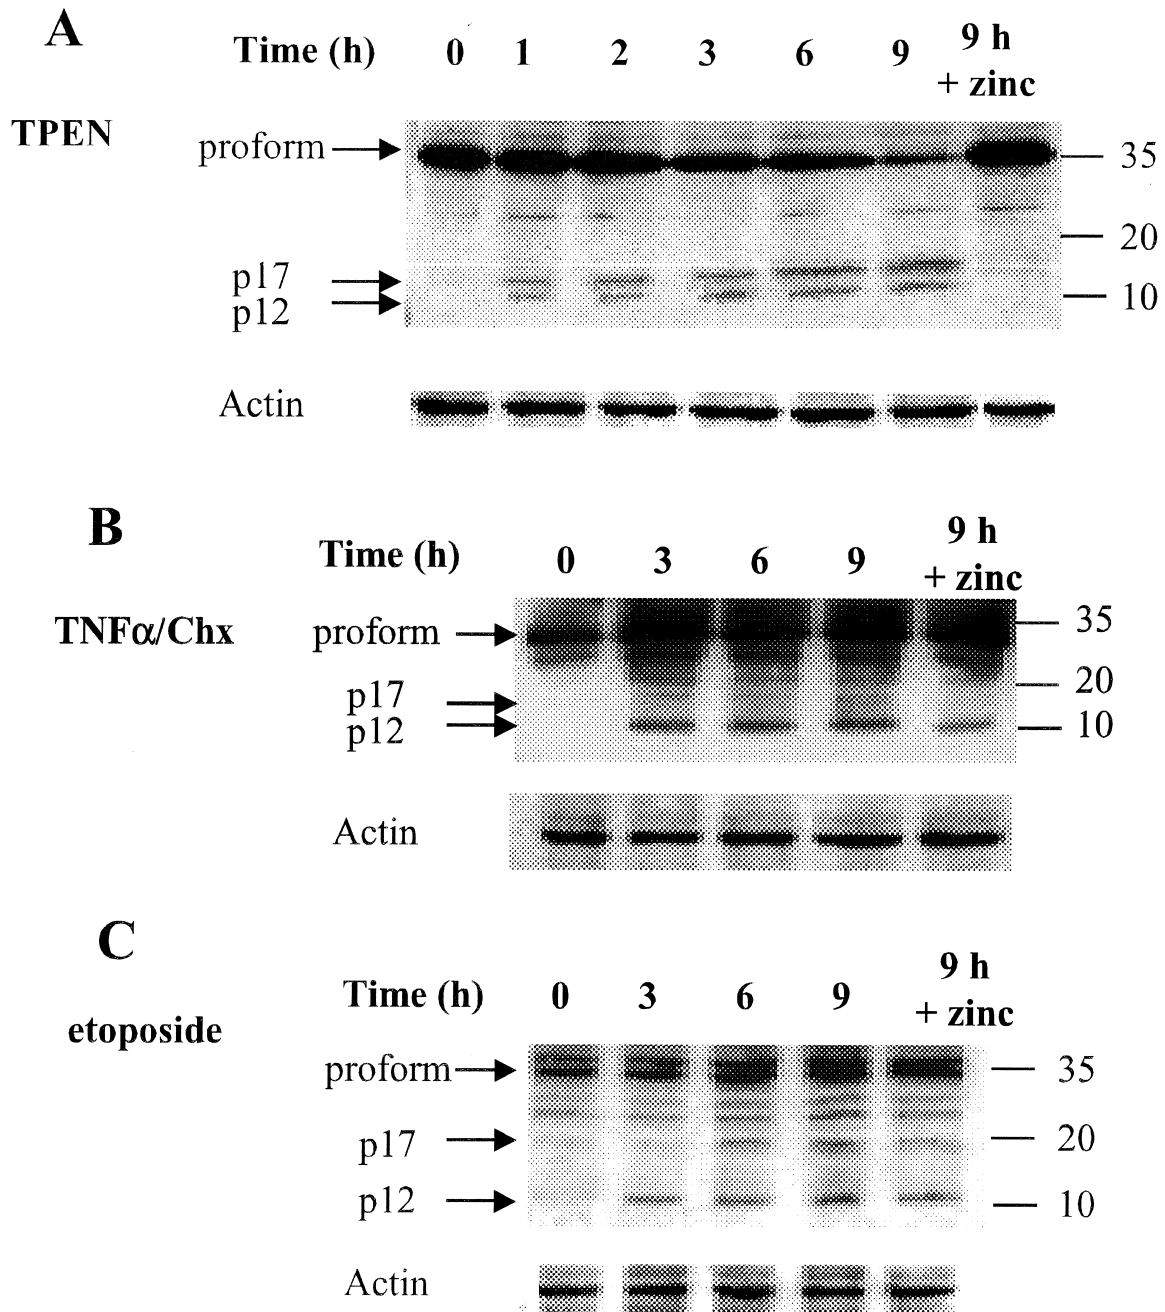 A
Time (h) 0 1 2 3 6 9 9 h
+ zinc
TPEN
proform
35
20
p17
p12
10
Actin
B
Time (h) 0 3 6 9 9 h
+ zinc
TNFα/Chx
proform
35
p17
20
p12
10
Actin
C
Time (h) 0 3 6 9 9 h
+ zinc
etoposide
proform
35
p17
20
p12
10
Actin